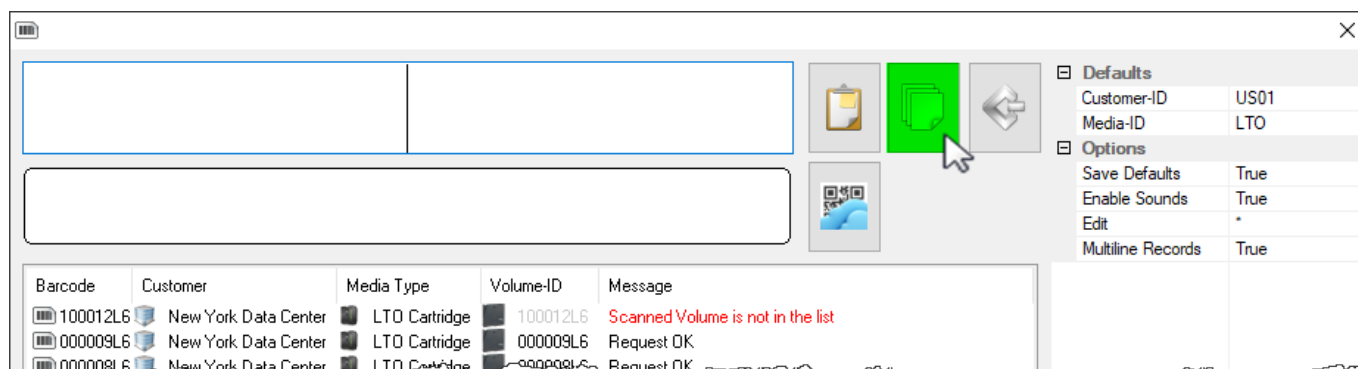 Defaults
Customer-ID US01
Media-ID LTO
Options
Save Defaults True
Enable Sounds True
Edit *
Multiline Records True
Barcode Customer Media Type Volume-ID Message
100012L6 New York Data Center LTO Cartridge 100012L6 Scanned Volume is not in the list
000009L6 New York Data Center LTO Cartridge 000009L6 Request OK
000008L6 New York Data Center LTO Cartridge Request OK